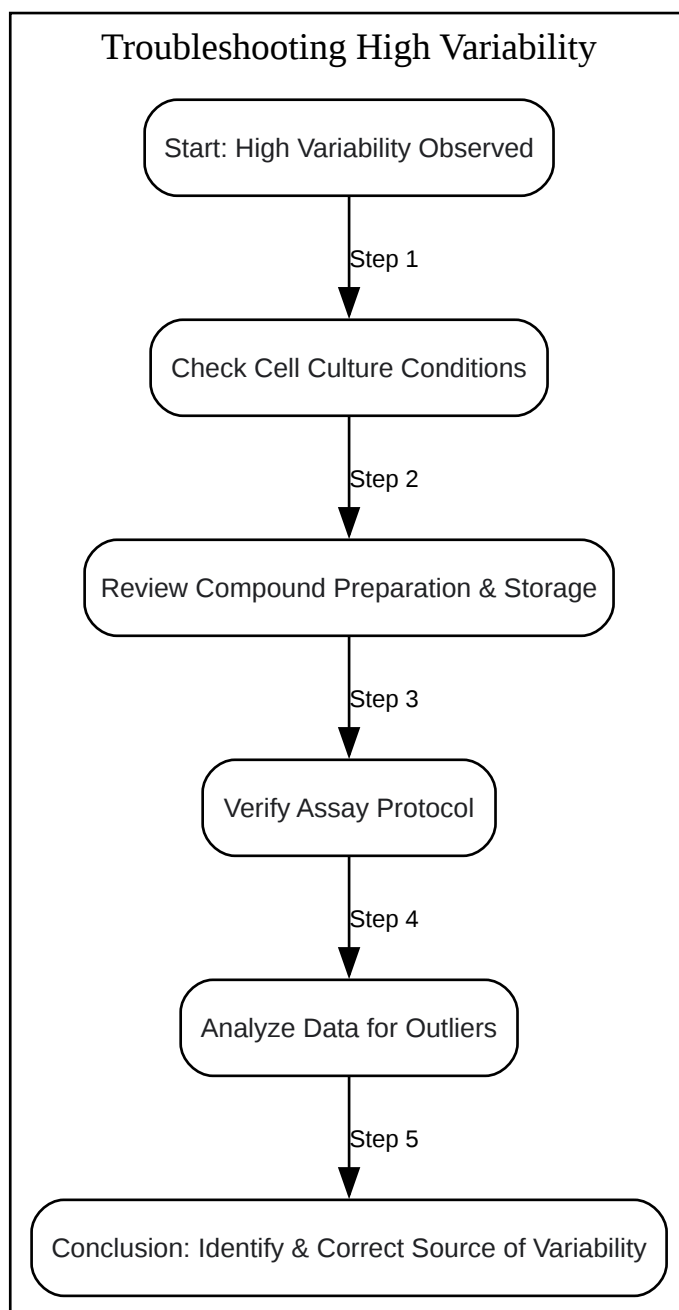 Troubleshooting High Variability
Start: High Variability Observed
Step 1
Check Cell Culture Conditions
Step 2
Review Compound Preparation & Storage
Step 3
Verify Assay Protocol
Step 4
Analyze Data for Outliers
Step 5
Conclusion: Identify & Correct Source of Variability